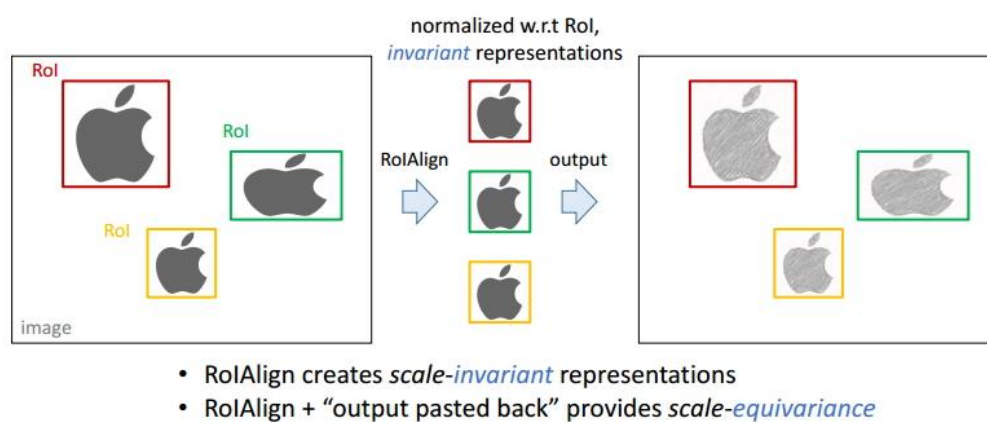 normalized w.r.t RoI,
invariant representations
RoI
RoI
RoI
image
RoIAlign
output
• RoIAlign creates scale-invariant representations
• RoIAlign + “output pasted back” provides scale-equivariance